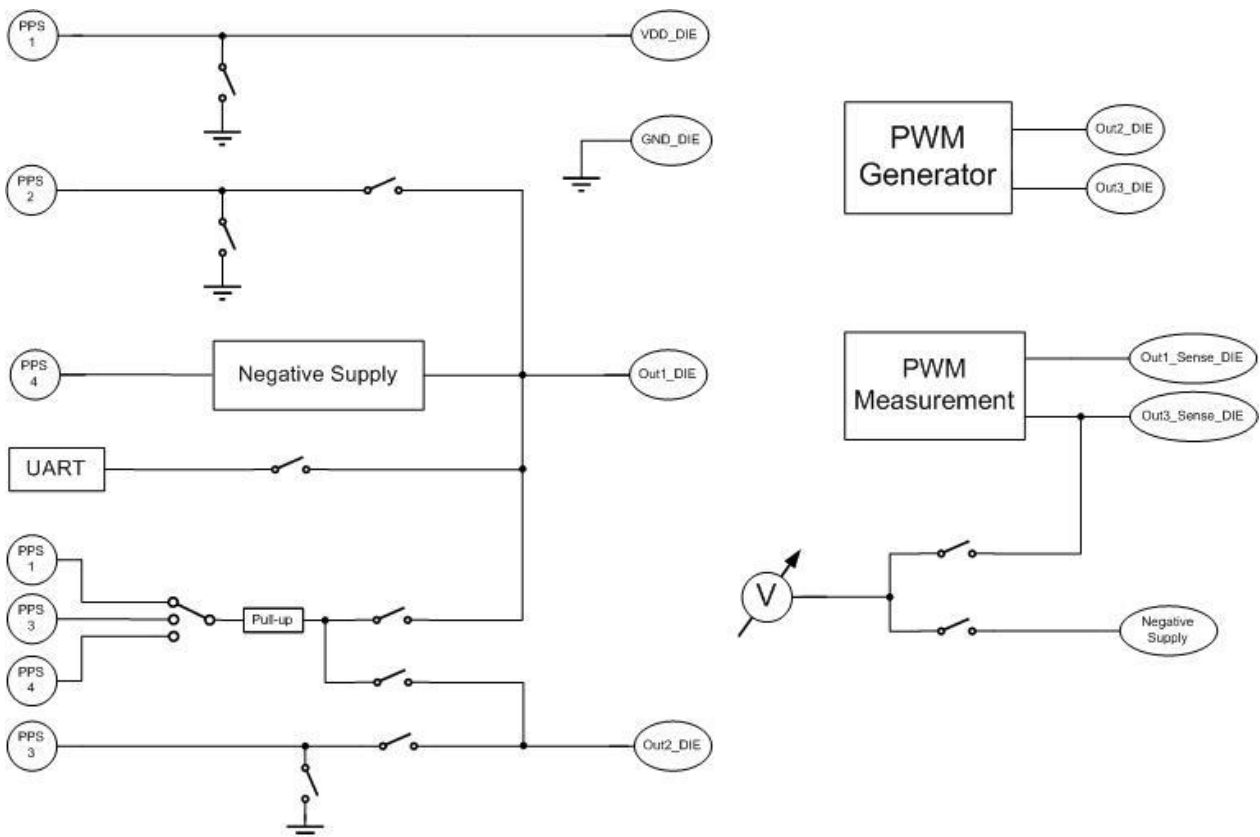 PPS
1
VDD_DIE
GND_DIE
PPS
2
PPS
4
Negative Supply
Out1_DIE
UART
PPS
1
PPS
3
PPS
4
Pull-up
PPS
3
Out2_DIE
PWM
Generator
Out2_DIE
Out3_DIE
PWM
Measurement
Out1_Sense_DIE
Out3_Sense_DIE
V
Negative
Supply